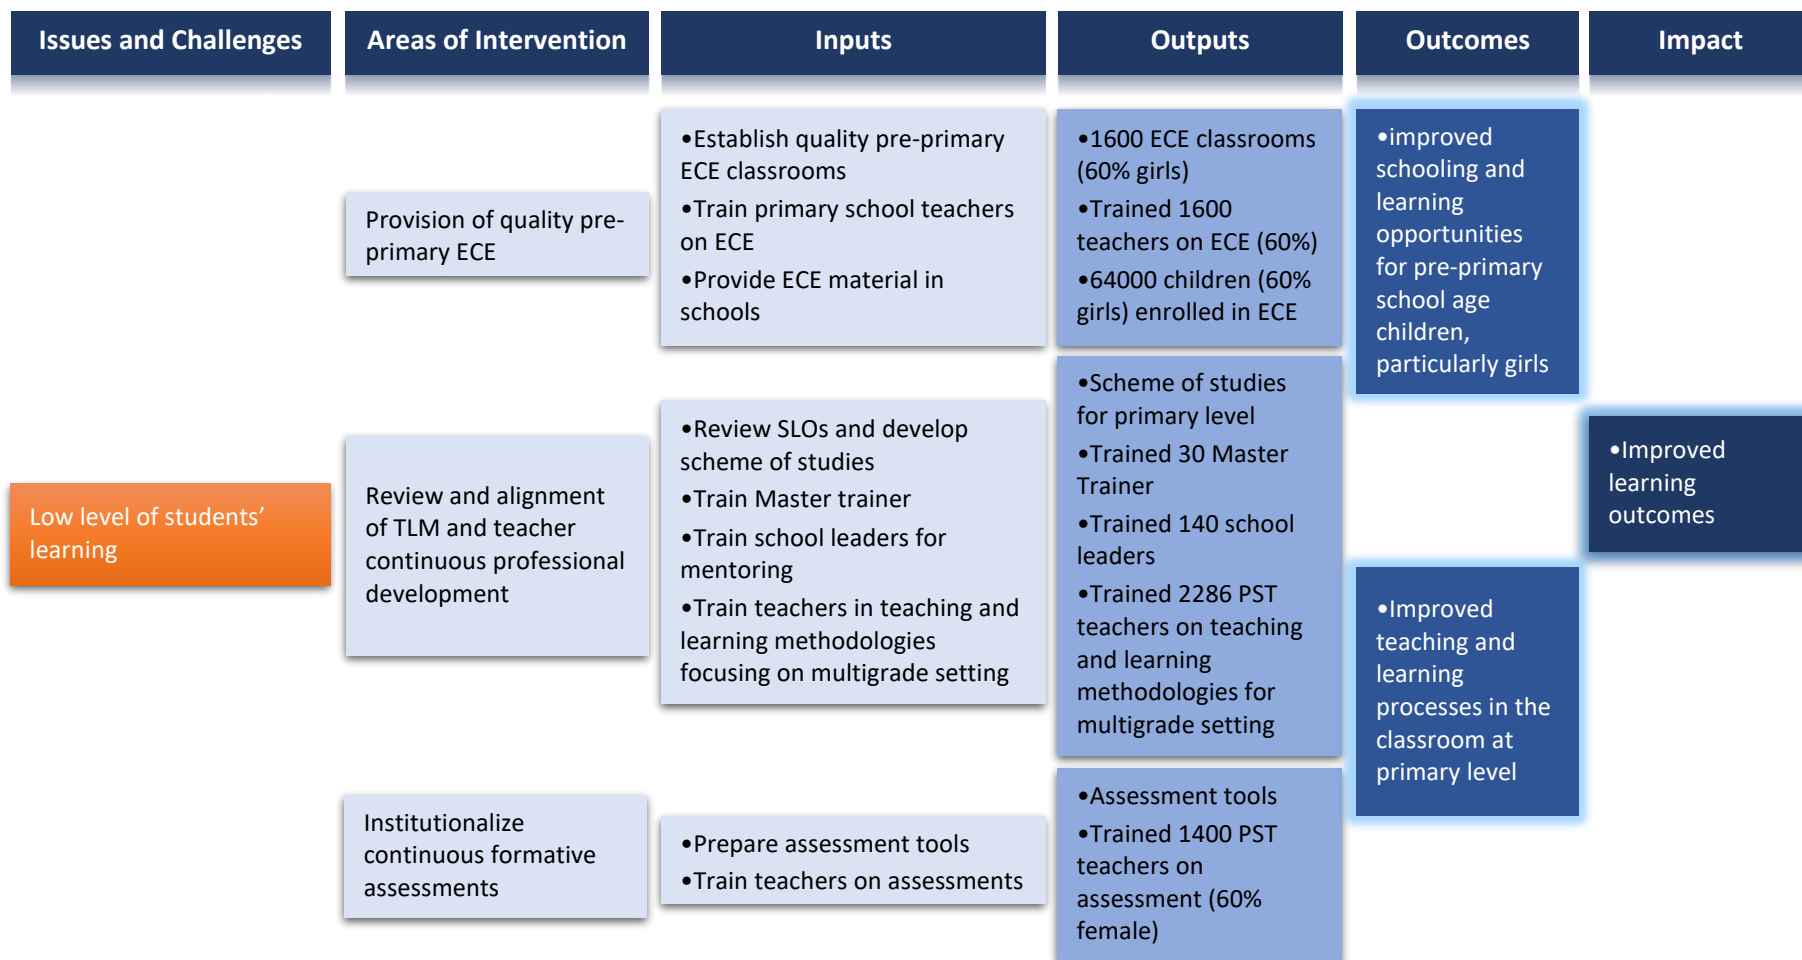 Issues and Challenges
Areas of Intervention
Inputs
Outputs
Outcomes
Impact
Low level of students’
learning
Provision of quality pre-
primary ECE
•Establish quality pre-primary
ECE classrooms
•Train primary school teachers
on ECE
•Provide ECE material in
schools
•1600 ECE classrooms
(60% girls)
•Trained 1600
teachers on ECE (60%)
•64000 children (60%
girls) enrolled in ECE
•improved
schooling and
learning
opportunities
for pre-primary
school age
children,
particularly girls
Review and alignment
of TLM and teacher
continuous professional
development
•Review SLOs and develop
scheme of studies
•Train Master trainer
•Train school leaders for
mentoring
•Train teachers in teaching and
learning methodologies
focusing on multigrade setting
•Scheme of studies
for primary level
•Trained 30 Master
Trainer
•Trained 140 school
leaders
•Trained 2286 PST
teachers on teaching
and learning
methodologies for
multigrade setting
•Improved
teaching and
learning
processes in the
classroom at
primary level
•Improved
learning
outcomes
Institutionalize
continuous formative
assessments
•Prepare assessment tools
•Train teachers on assessments
•Assessment tools
•Trained 1400 PST
teachers on
assessment (60%
female)